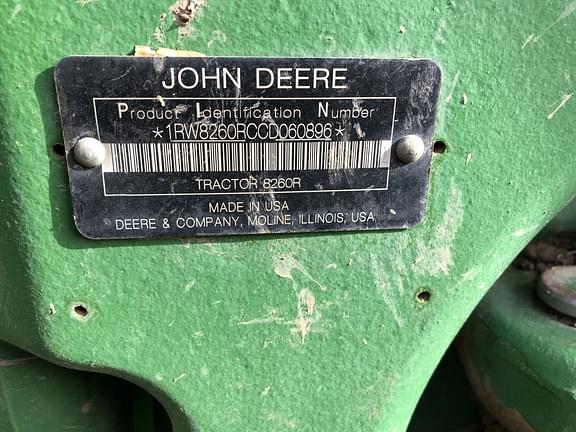 JOHN DEERE
Product Identification Number
*1RW8260RCCD060896*
TRACTOR 8260R
MADE IN USA
DEERE & COMPANY, MOLINE, ILLINOIS, USA